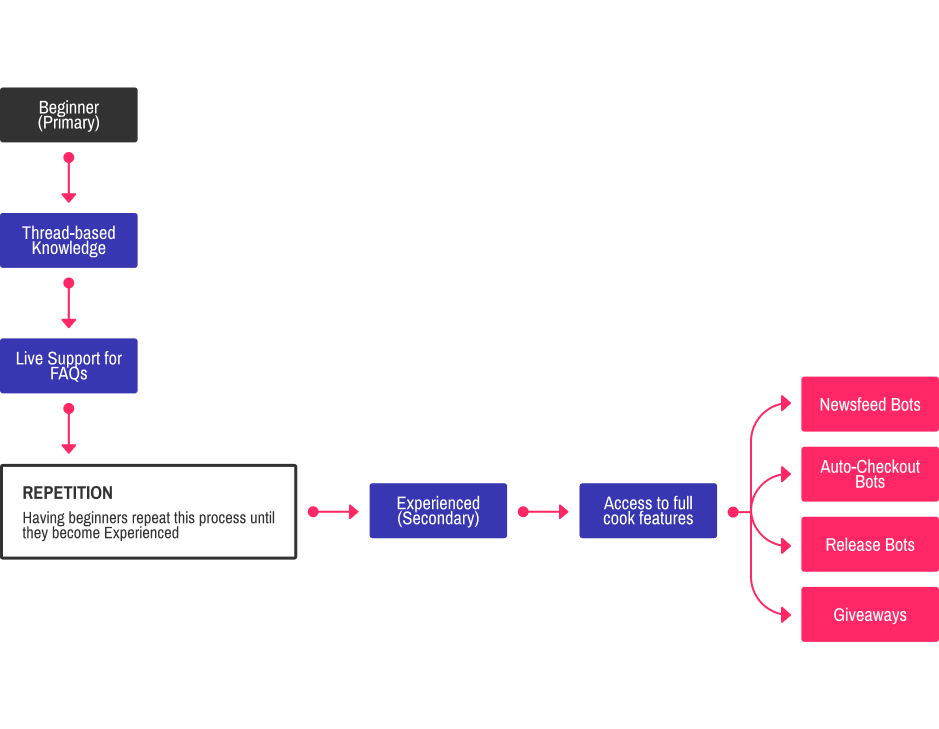 Beginner
(Primary)
Thread-based
Knowledge
Live Support for
FAQs
REPETITION
Having beginners repeat this process until
they become Experienced
Experienced
(Secondary)
Access to full
cook features
Newsfeed Bots
Auto-Checkout
Bots
Release Bots
Giveaways